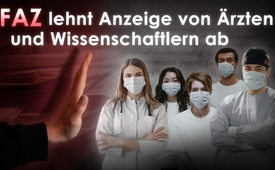 FAZ lehnt Anzeige von Ärzten
und Wissenschaftlern ab